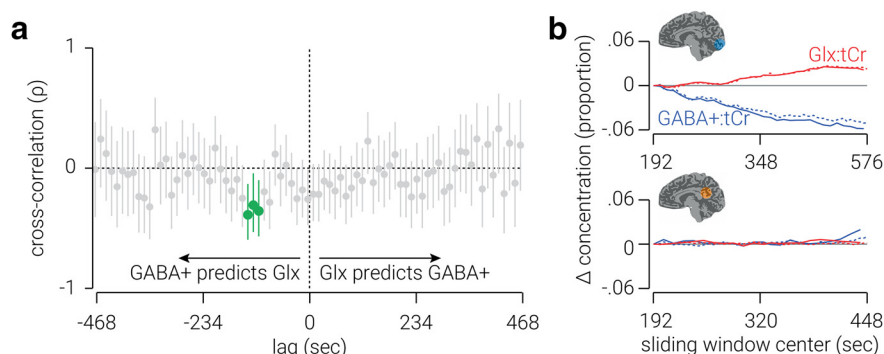 a
cross-correlation (ρ)
1
0
-1
GABA+ predicts Glx
Glx predicts GABA+
-468
-234
0
234
468
lag (sec)
b
Δ concentration (proportion)
.06
0
-.06
Glx:tCr
GABA+:tCr
192
348
576
.06
0
-.06
192
320
448
sliding window center (sec)